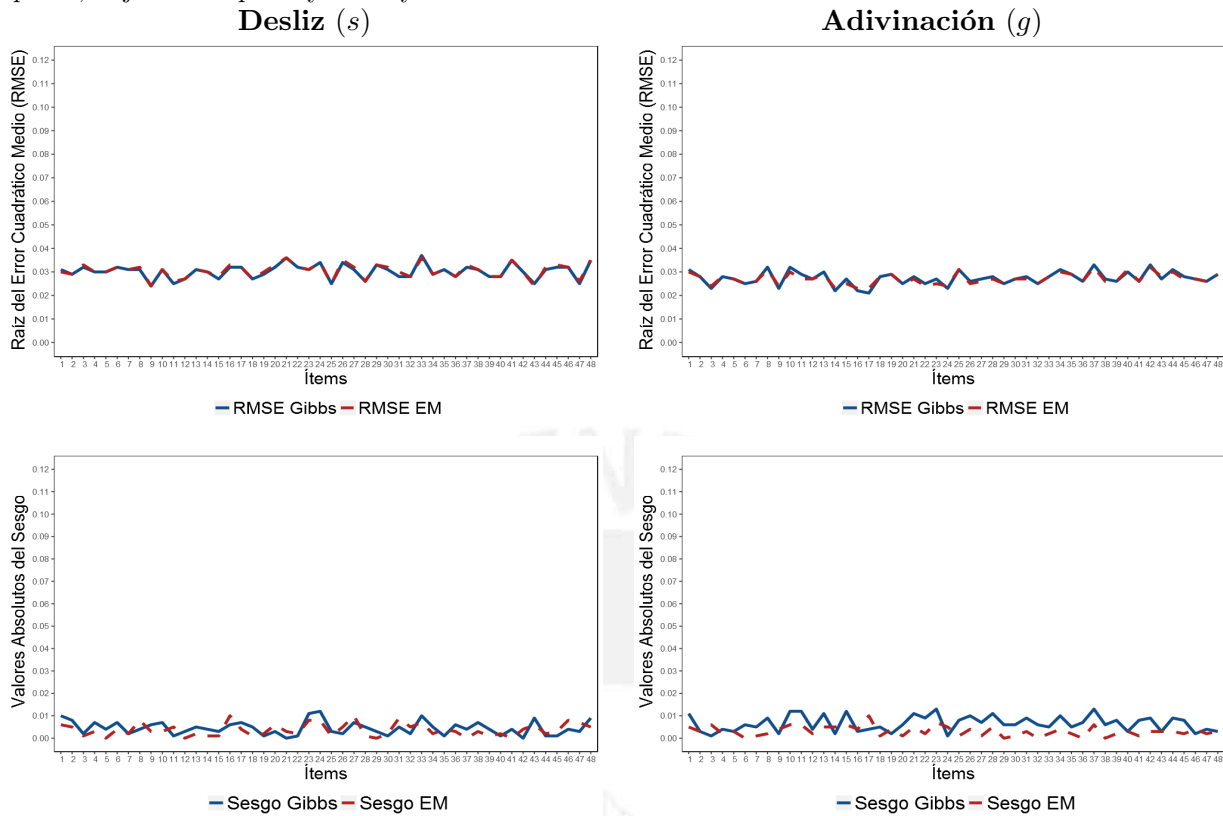 Desliz (s)
Adivinación (g)
Raíz del Error Cuadrático Medio (RMSE)
0.12
0.11
0.10
0.09
0.08
0.07
0.06
0.05
0.04
0.03
0.02
0.01
0.00
1 2 3 4 5 6 7 8 9 10 11 12 13 14 15 16 17 18 19 20 21 22 23 24 25 26 27 28 29 30 31 32 33 34 35 36 37 38 39 40 41 42 43 44 45 46 47 48
Ítems
RMSE Gibbs RMSE EM
Raíz del Error Cuadrático Medio (RMSE)
0.12
0.11
0.10
0.09
0.08
0.07
0.06
0.05
0.04
0.03
0.02
0.01
0.00
1 2 3 4 5 6 7 8 9 10 11 12 13 14 15 16 17 18 19 20 21 22 23 24 25 26 27 28 29 30 31 32 33 34 35 36 37 38 39 40 41 42 43 44 45 46 47 48
Ítems
RMSE Gibbs RMSE EM
Valores Absolutos del Sesgo
0.12
0.11
0.10
0.09
0.08
0.07
0.06
0.05
0.04
0.03
0.02
0.01
0.00
1 2 3 4 5 6 7 8 9 10 11 12 13 14 15 16 17 18 19 20 21 22 23 24 25 26 27 28 29 30 31 32 33 34 35 36 37 38 39 40 41 42 43 44 45 46 47 48
Ítems
Sesgo Gibbs Sesgo EM
Valores Absolutos del Sesgo
0.12
0.11
0.10
0.09
0.08
0.07
0.06
0.05
0.04
0.03
0.02
0.01
0.00
1 2 3 4 5 6 7 8 9 10 11 12 13 14 15 16 17 18 19 20 21 22 23 24 25 26 27 28 29 30 31 32 33 34 35 36 37 38 39 40 41 42 43 44 45 46 47 48
Ítems
Sesgo Gibbs Sesgo EM